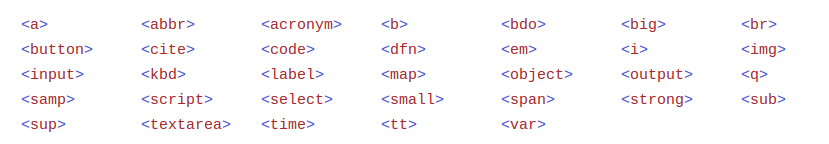 <a> <abbr> <acronym> <b> <bdo> <big> <br>
<button> <cite> <code> <dfn> <em> <i> <img>
<input> <kbd> <label> <map> <object> <output> <q>
<samp> <script> <select> <small> <span> <strong> <sub>
<sup> <textarea> <time> <tt> <var>